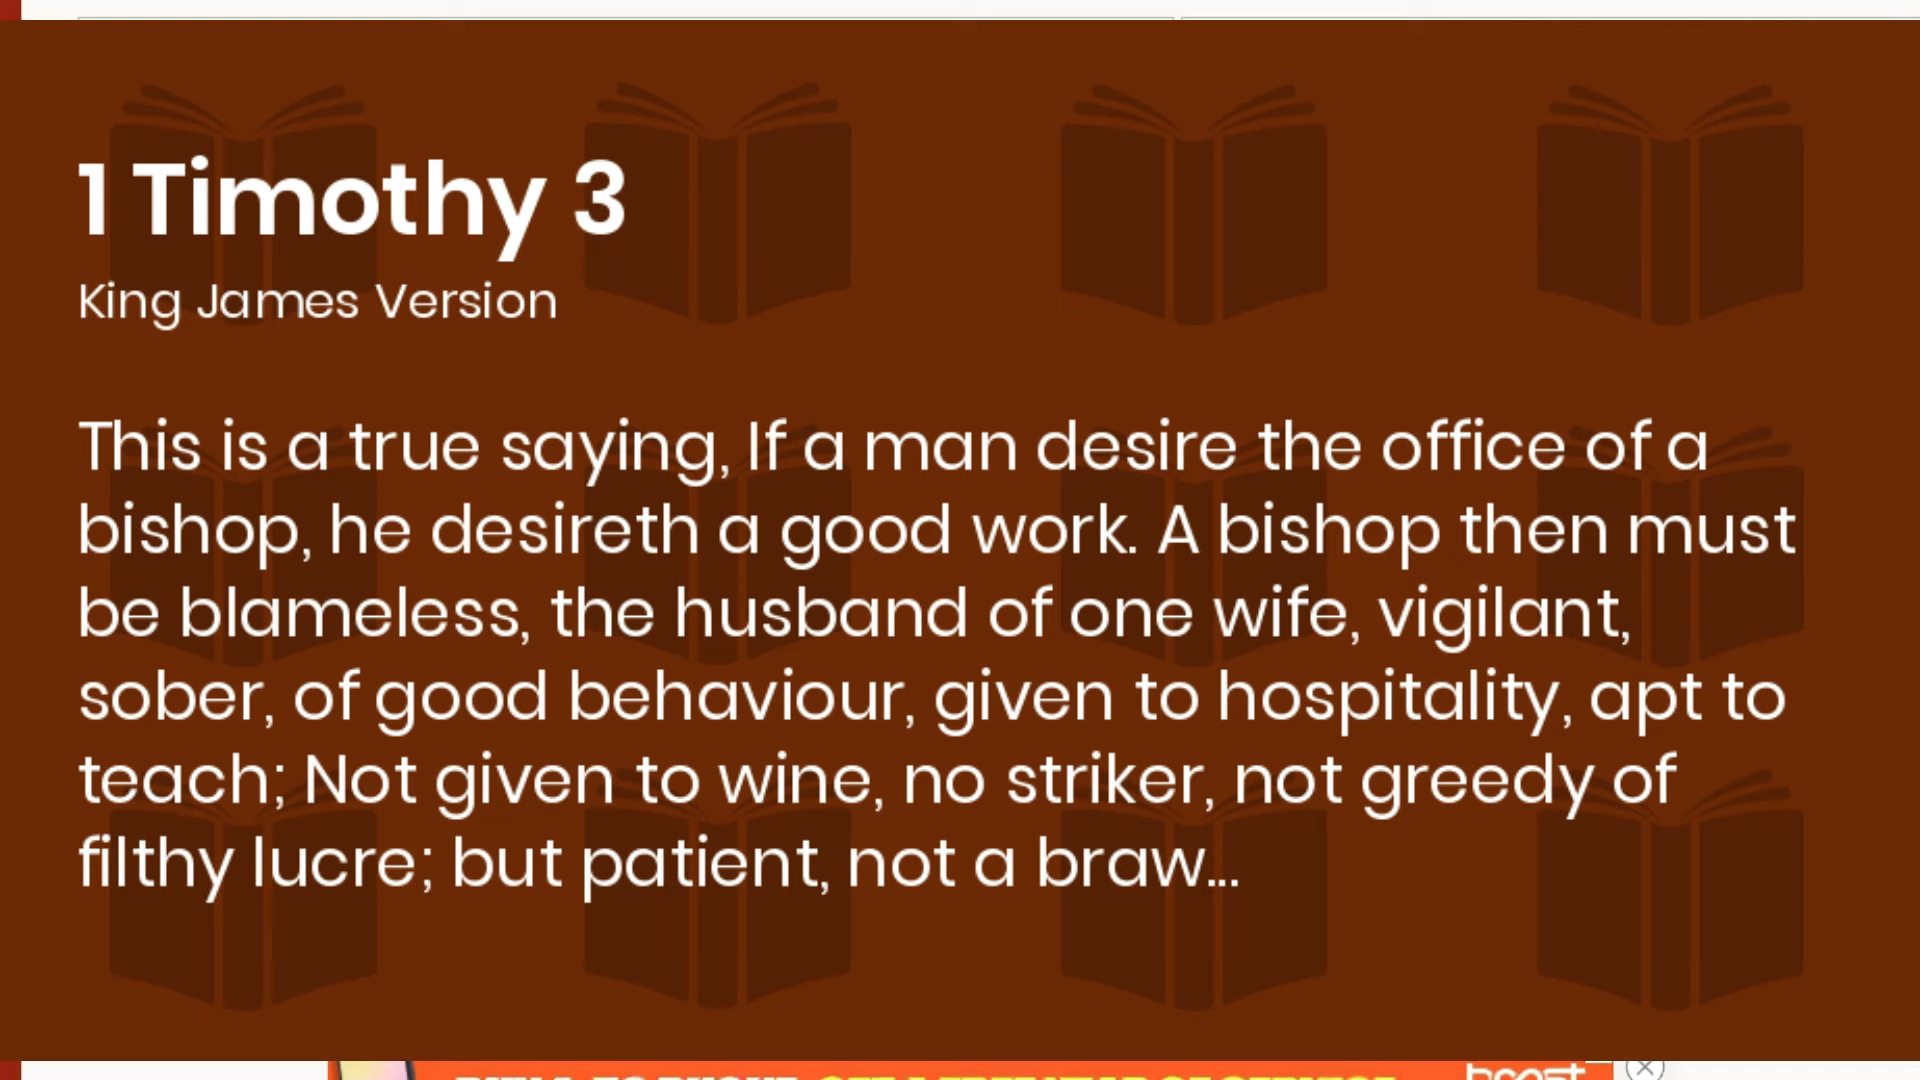 1 Timothy 3
King James Version
This is a true saying, If a man desire the office of a
bishop, he desireth a good work. A bishop then must
be blameless, the husband of one wife, vigilant,
sober, of good behaviour, given to hospitality, apt to
teach; Not given to wine, no striker, not greedy of
filthy lucre; but patient, not a braw...
boost